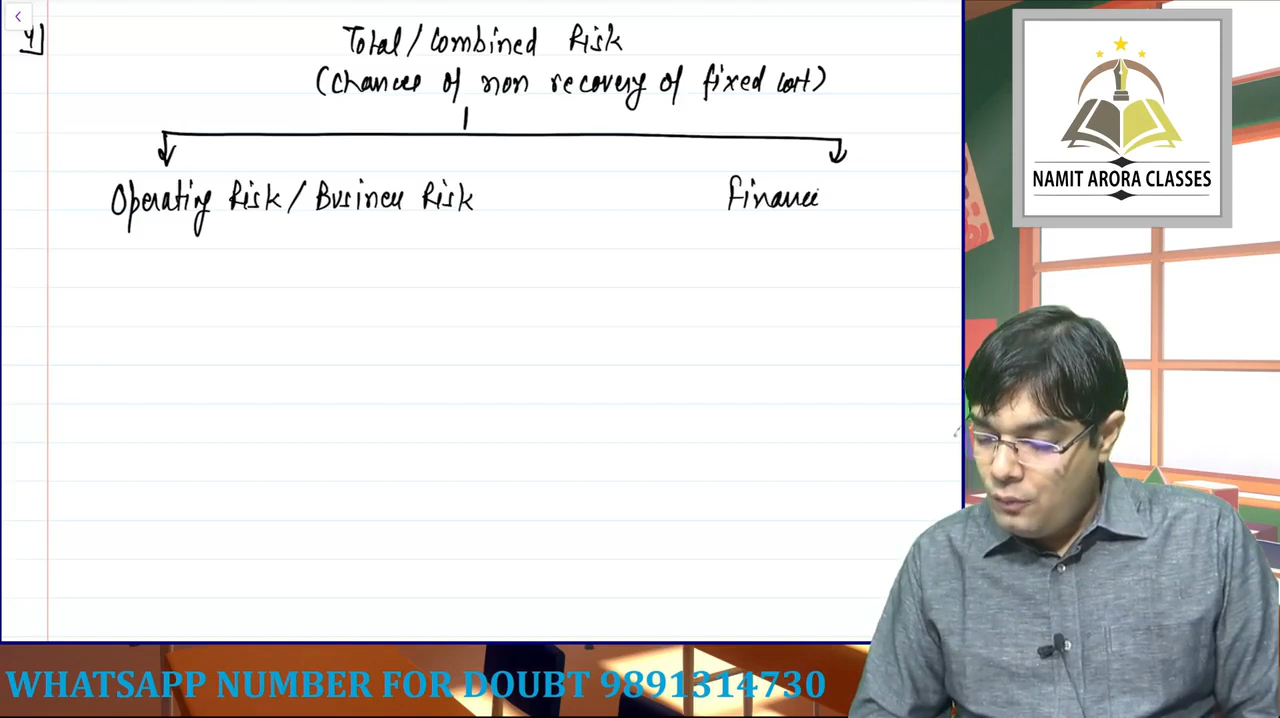 4]
Total / Combined Risk
(Chances of non recovery of fixed cost)
Operating Risk / Business Risk
Finance
NAMIT ARORA CLASSES
WHATSAPP NUMBER FOR DOUBT 9891314730